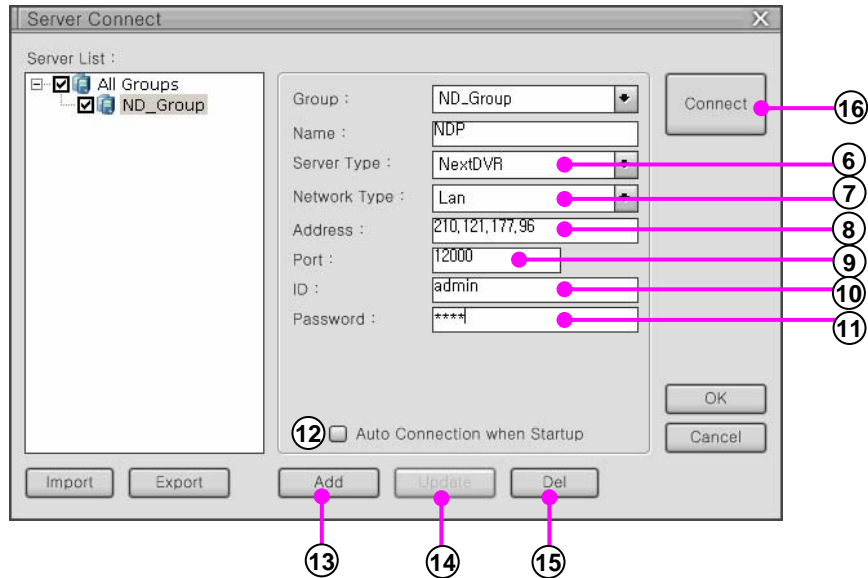 Server Connect
Server List :
All Groups
ND_Group
Group : ND_Group
Name : NDP
Server Type : NextDVR
Network Type : Lan
Address : 210,121,177,96
Port : 12000
ID : admin
Password : ****
Auto Connection when Startup
Connect
OK
Cancel
Import Export Add Update Del
16
6
7
8
9
10
11
12
13 14 15